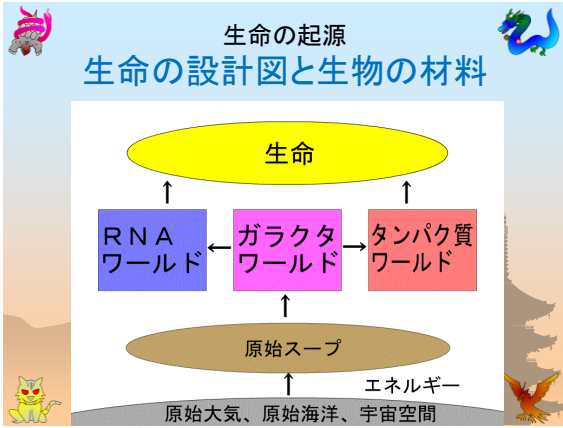 生命の起源
生命の設計図と生物の材料
生命
RNA
ワールド
ガラクタ
ワールド
タンパク質
ワールド
原始スープ
エネルギー
原始大気、原始海洋、宇宙空間